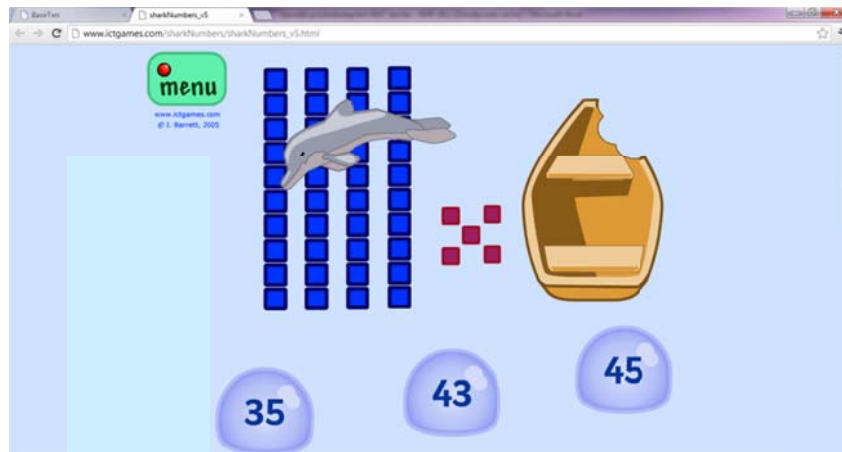 BaseTen
sharkNumbers_v5
www.ictgames.com/sharkNumbers/sharkNumbers_v5.html
menu
www.ictgames.com
© J. Barrett, 2005
35
43
45